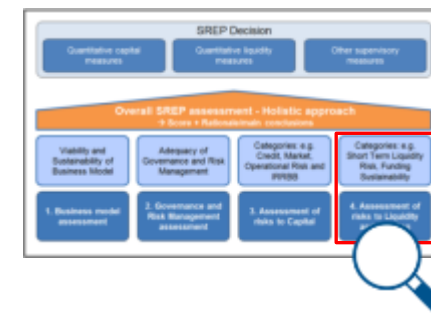 SREP Decision
Quantitative capital
measures
Quantitative liquidity
measures
Other supervisory
measures
Overall SREP assessment - Holistic approach
→ Score + Rationale/main conclusions
Viability and
Sustainability of
Business Model
Adequacy of
Governance and Risk
Management
Categories: e.g.
Credit, Market,
Operational Risk and
IRRBB
Categories: e.g.
Short Term Liquidity
Risk, Funding
Sustainability
1. Business model
assessment
2. Governance and
Risk Management
assessment
3. Assessment of
risks to Capital
4. Assessment of
risks to Liquidity